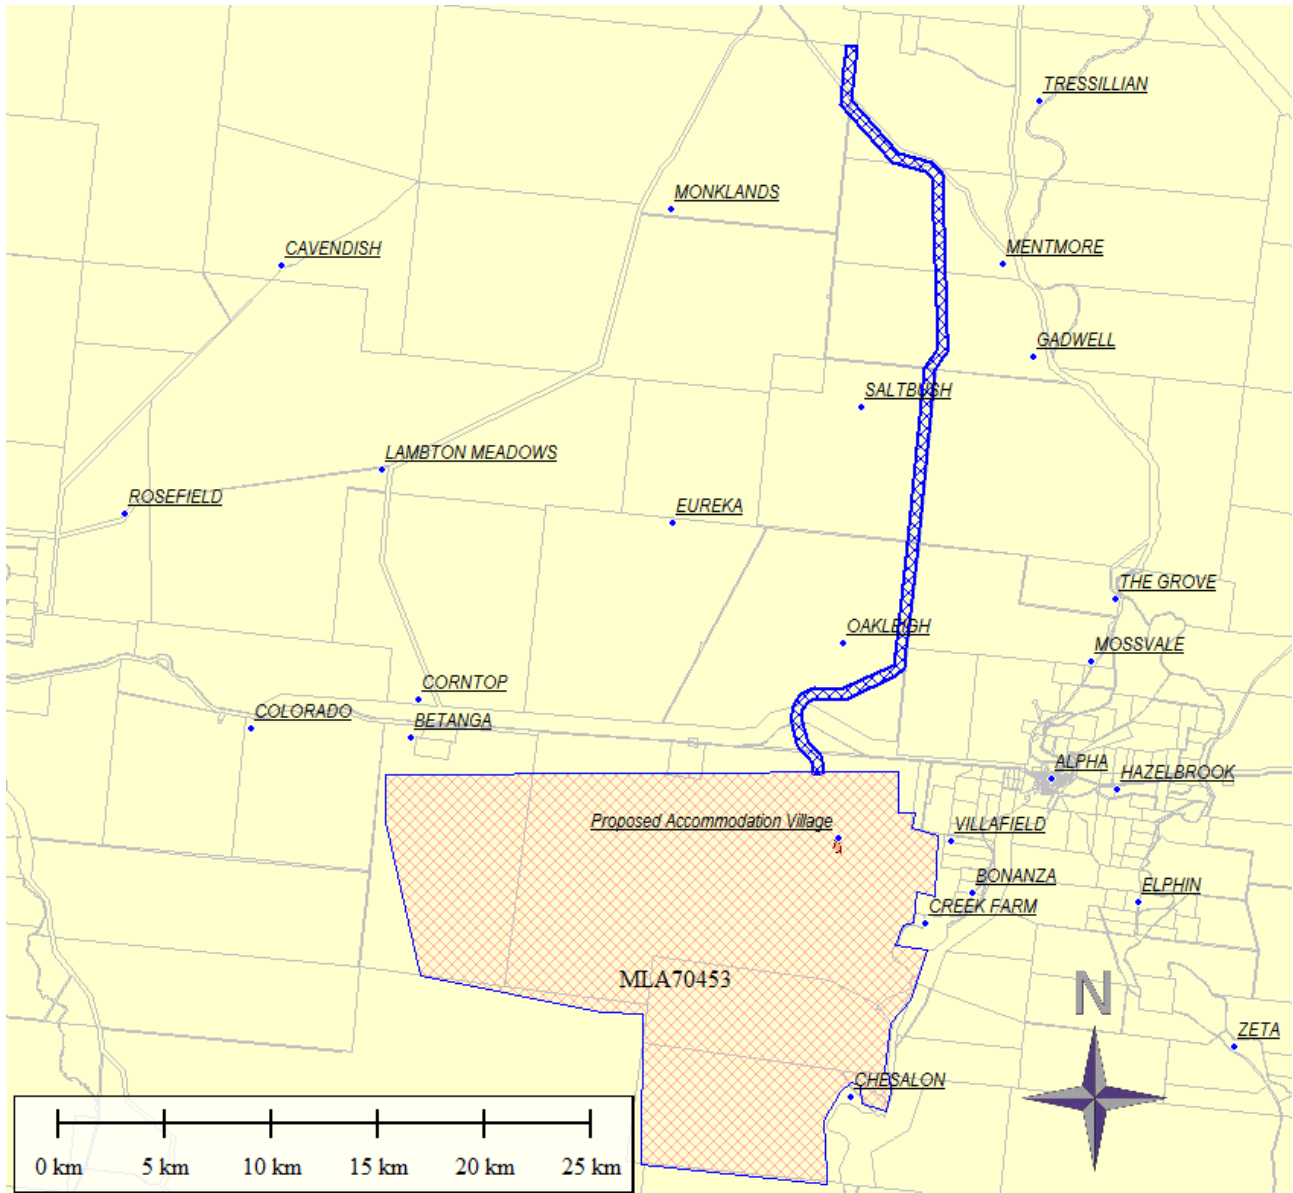 TRESSILLIAN
MONKLANDS
CAVENDISH
MENTMORE
GADWELL
SALTBUSH
LAMBTON MEADOWS
ROSEFIELD
EUREKA
THE GROVE
OAKLEIGH
MOSSVALE
CORNTOP
COLORADO
BETANGA
ALPHA
HAZELBROOK
Proposed Accommodation Village
VILLAFIELD
BONANZA
ELPHIN
CREEK FARM
MLA70453
N
ZETA
CHESALON
0 km 5 km 10 km 15 km 20 km 25 km